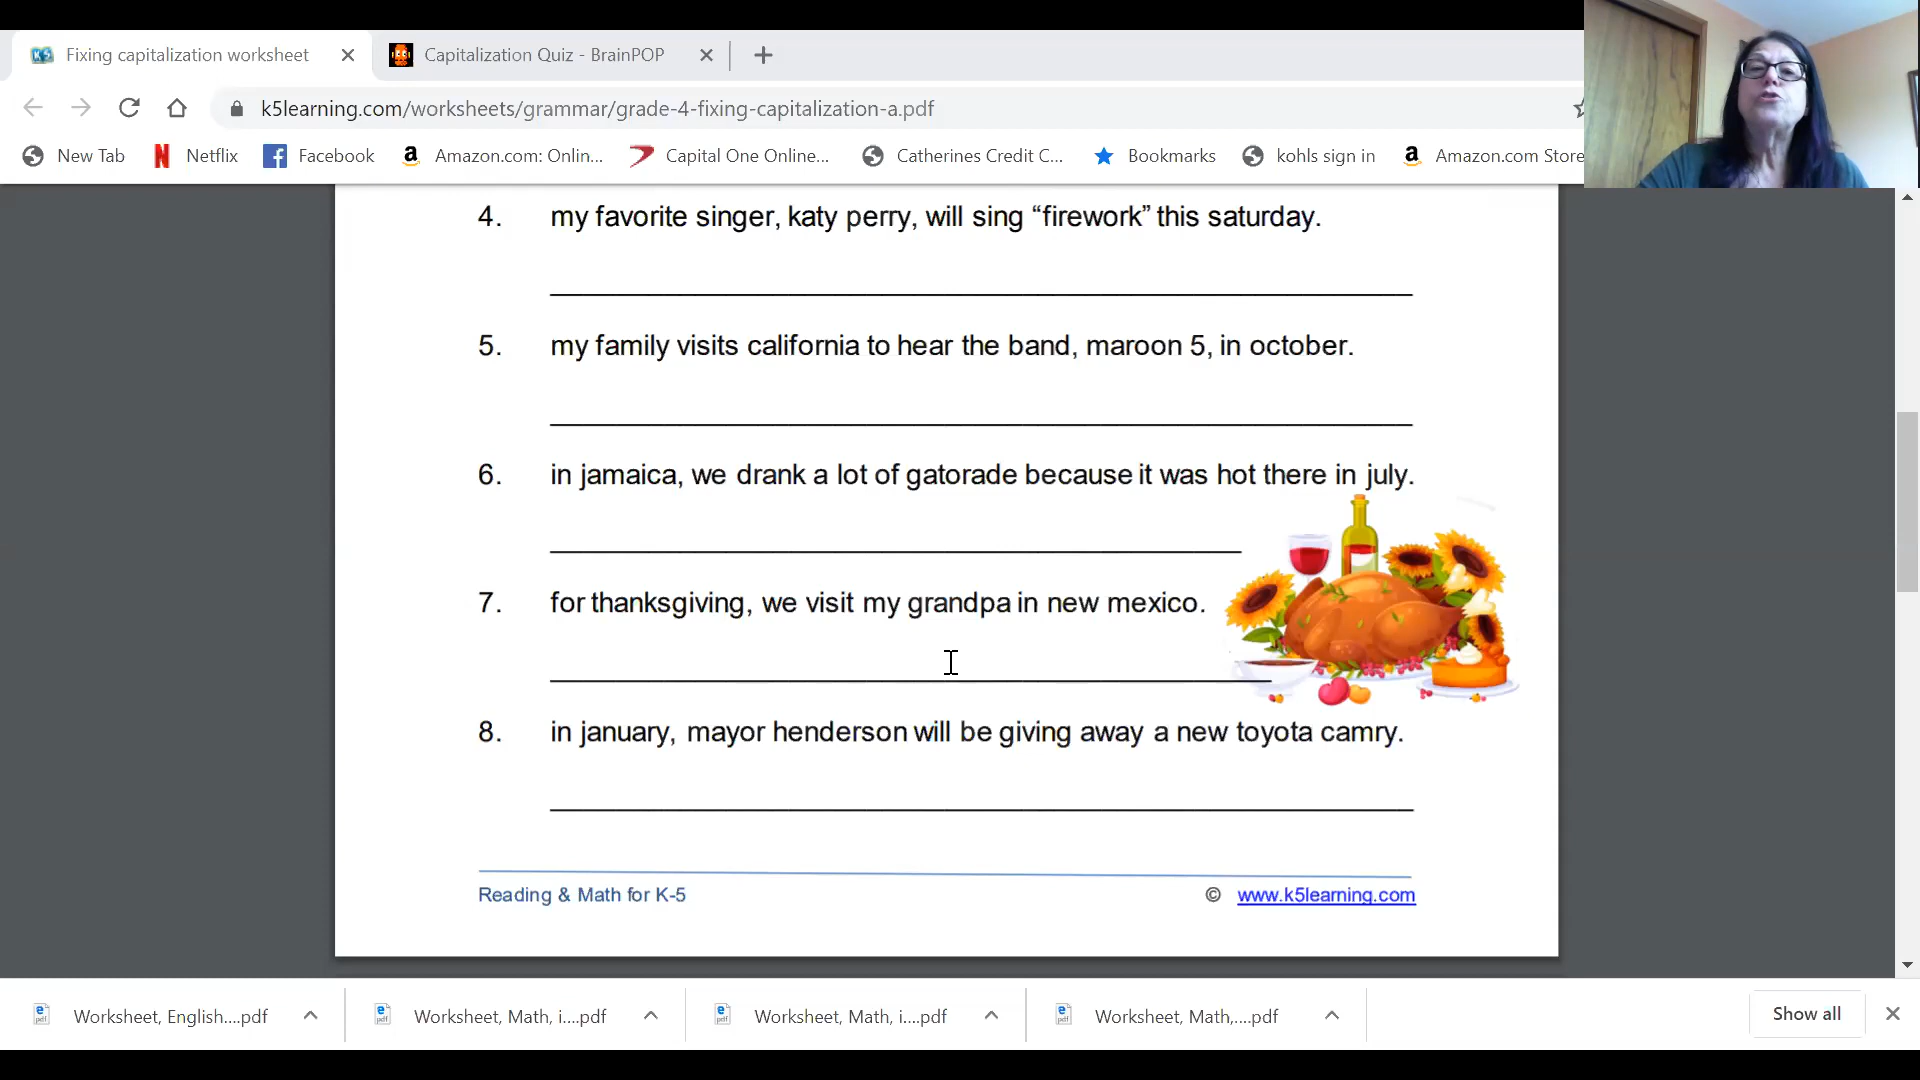 Fixing capitalization worksheet
Capitalization Quiz - BrainPOP
k5learning.com/worksheets/grammar/grade-4-fixing-capitalization-a.pdf
New Tab Netflix Facebook Amazon.com: Onlin... Capital One Online... Catherines Credit C... Bookmarks kohls sign in Amazon.com Store
4. my favorite singer, katy perry, will sing “firework” this saturday.
5. my family visits california to hear the band, maroon 5, in october.
6. in jamaica, we drank a lot of gatorade because it was hot there in july.
7. for thanksgiving, we visit my grandpa in new mexico.
8. in january, mayor henderson will be giving away a new toyota camry.
Reading & Math for K-5 © www.k5learning.com
Worksheet, English....pdf Worksheet, Math, i....pdf Worksheet, Math, i....pdf Worksheet, Math,....pdf Show all